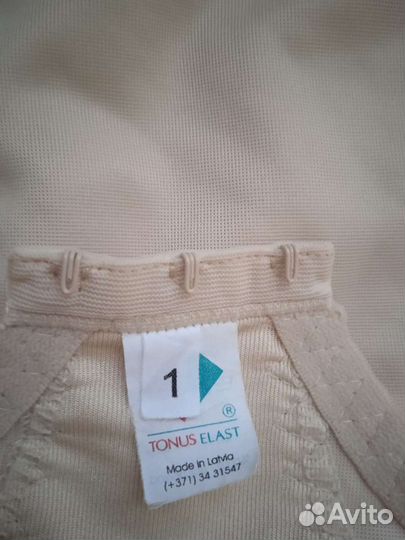 1
®
TONUS ELAST
Made in Latvia
(+371) 34 31547
Avito